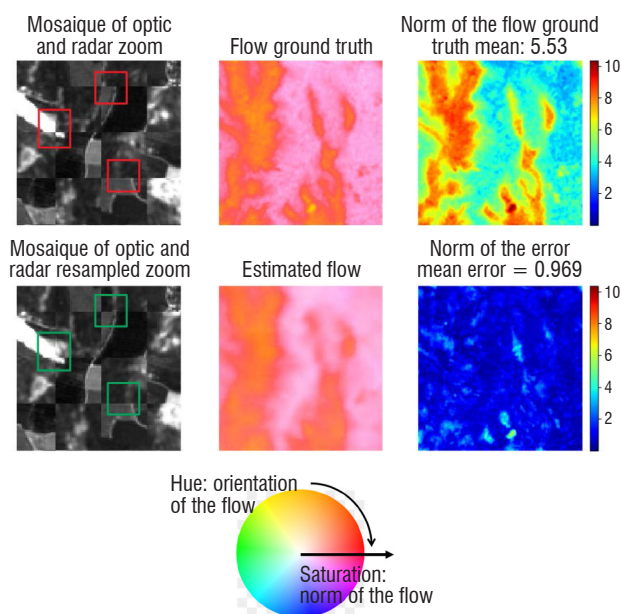 Mosaique of optic
and radar zoom
Flow ground truth
Norm of the flow ground
truth mean: 5.53
10
8
6
4
2
Mosaique of optic and
radar resampled zoom
Estimated flow
Norm of the error
mean error = 0.969
10
8
6
4
2
Hue: orientation
of the flow
Saturation:
norm of the flow